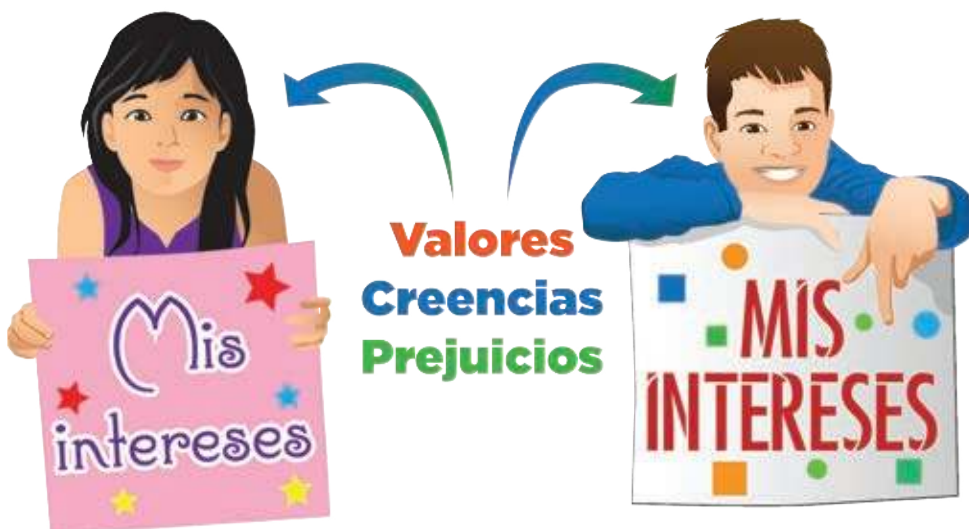 Mis
intereses
Valores
Creencias
Prejuicios
MIS
INTERESES